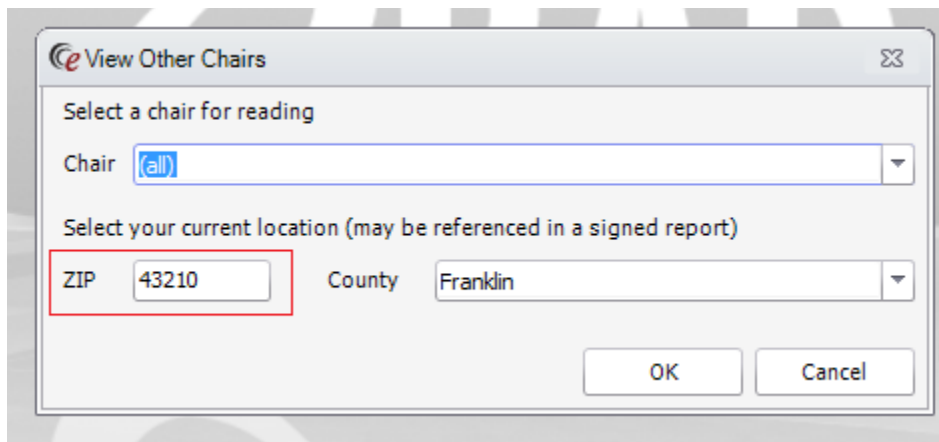 View Other Chairs
Select a chair for reading
Chair (all)
Select your current location (may be referenced in a signed report)
ZIP 43210 County Franklin
OK Cancel